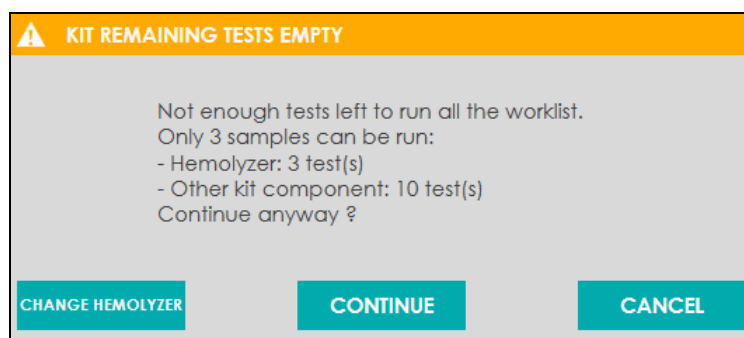 KIT REMAINING TESTS EMPTY
Not enough tests left to run all the worklist.
Only 3 samples can be run:
- Hemolyzer: 3 test(s)
- Other kit component: 10 test(s)
Continue anyway ?
CHANGE HEMOLYZER
CONTINUE
CANCEL